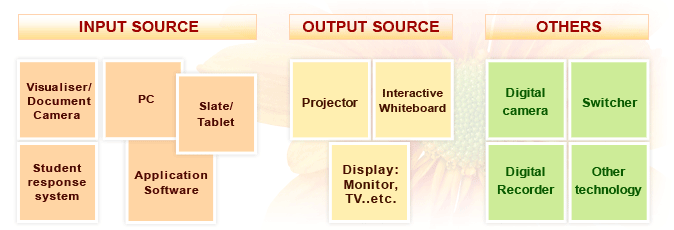 INPUT SOURCE
Visualiser/
Document
Camera
PC
Slate/
Tablet
Student
response
system
Application
Software
OUTPUT SOURCE
Projector
Interactive
Whiteboard
Display:
Monitor,
TV..etc.
OTHERS
Digital
camera
Switcher
Digital
Recorder
Other
technology